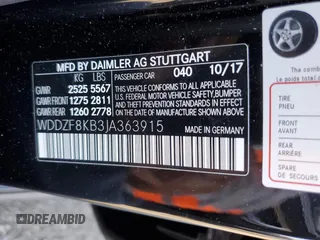 MFD BY DAIMLER AG STUTTGART
KG LBS PASSENGER CAR 040 10/17
GVWR 2525 5567
GAWR FRONT 1275 2811
GAWR REAR 1260 2778
THIS VEHICLE CONFORMS TO ALL APPLICABLE
U.S. FEDERAL MOTOR VEHICLE SAFETY, BUMPER,
AND THEFT PREVENTION STANDARDS IN EFFECT
ON THE DATE OF MANUFACTURE SHOWN ABOVE.
WDDZF8KB3JA363915
TIRE
PNEU
FRONT
AVANT
REAR
ARRIÈRE
SPARE
DE SECOURS
DREAMBID